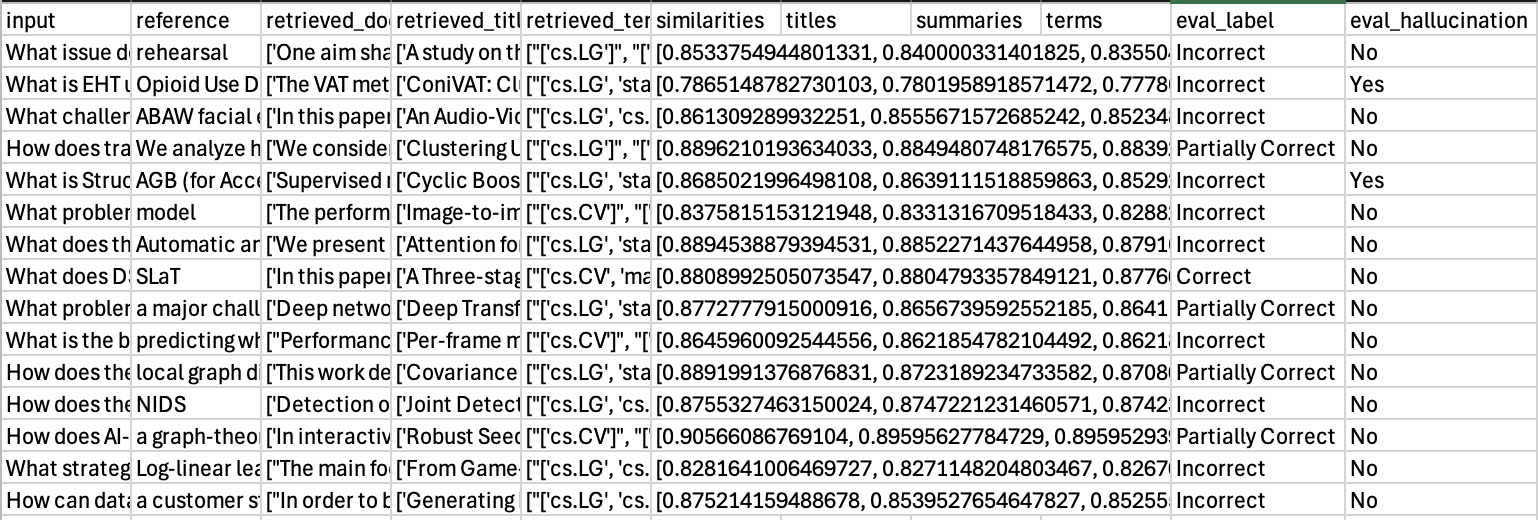 input reference retrieved_doc retrieved_titl retrieved_ter similarities titles summaries terms eval_label eval_hallucination
What issue de rehearsal ['One aim sha ['A study on th ["['cs.LG']", "[' [0.8533754944801331, 0.840000331401825, 0.83550 Incorrect No
What is EHT u Opioid Use D ['The VAT met ['ConiVAT: Cl ["['cs.LG', 'sta [0.7865148782730103, 0.7801958918571472, 0.7778 Incorrect Yes
What challen ABAW facial e ['In this paper ['An Audio-Vid ["['cs.LG', 'cs. [0.861309289932251, 0.8555671572685242, 0.85234 Incorrect No
How does tra We analyze h ['We conside ['Clustering U ["['cs.LG']", "[' [0.8896210193634033, 0.8849480748176575, 0.8839 Partially Correct No
What is Struc AGB (for Acce ['Supervised r ['Cyclic Boos ["['cs.LG', 'sta [0.8685021996498108, 0.8639111518859863, 0.8529 Incorrect Yes
What probler model ['The perform ['Image-to-im ["['cs.CV']", "[' [0.8375815153121948, 0.8331316709518433, 0.8288 Incorrect No
What does th Automatic ar ['We present ['Attention for ["['cs.LG', 'sta [0.8894538879394531, 0.8852271437644958, 0.8791 Incorrect No
What does D SLaT ['In this paper ['A Three-stag ["['cs.CV', 'ma [0.8808992505073547, 0.8804793357849121, 0.8776 Correct No
What probler a major chall ['Deep netwo ['Deep Transf ["['cs.LG', 'cs. [0.8772777915000916, 0.8656739592552185, 0.8641 Partially Correct No
What is the b predicting wh ["Performanc ['Per-frame m ["['cs.CV']", "[' [0.8645960092544556, 0.8621854782104492, 0.8621 Incorrect No
How does the local graph di ['This work de ['Covariance ["['cs.LG', 'sta [0.8891991376876831, 0.8723189234733582, 0.8708 Partially Correct No
How does the NIDS ['Detection o ['Joint Detect ["['cs.LG', 'cs. [0.8755327463150024, 0.8747221231460571, 0.8742 Incorrect No
How does AI- a graph-theo ['In interactiv ['Robust Seed ["['cs.CV']", "[' [0.90566086769104, 0.89595627784729, 0.89595293 Partially Correct No
What strateg Log-linear lea ["The main fo ['From Game- ["['cs.LG', 'cs. [0.8281641006469727, 0.8271148204803467, 0.8267 Incorrect No
How can data a customer s ["In order to b ['Generating ["['cs.LG', 'cs. [0.875214159488678, 0.8539527654647827, 0.85255 Incorrect No